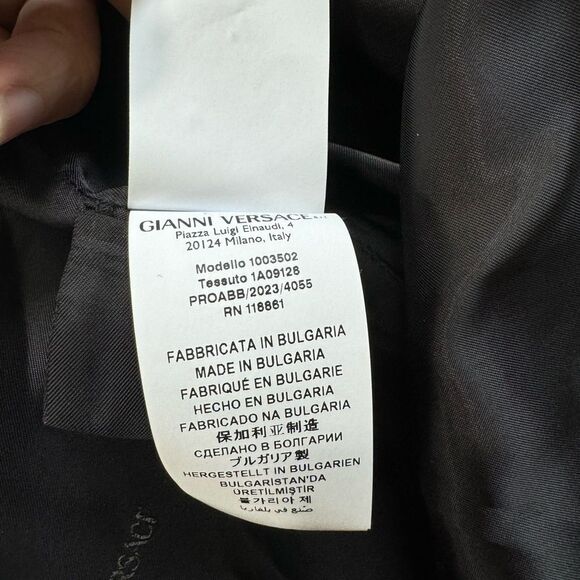 GIANNI VERSACE s.r.l.
Piazza Luigi Einaudi, 4
20124 Milano, Italy
Modello 1003502
Tessuto 1A09128
PROABB/2023/4055
RN 118861
FABBRICATA IN BULGARIA
MADE IN BULGARIA
FABRIQUÉ EN BULGARIE
HECHO EN BULGARIA
FABRICADO NA BULGARIA
保加利亚制造
СДЕЛАНО В БОЛГАРИИ
ブルガリア製
HERGESTELLT IN BULGARIEN
BULGARİSTAN'DA
ÜRETİLMİŞTİR
불가리아 제
صنع في بلغاريا